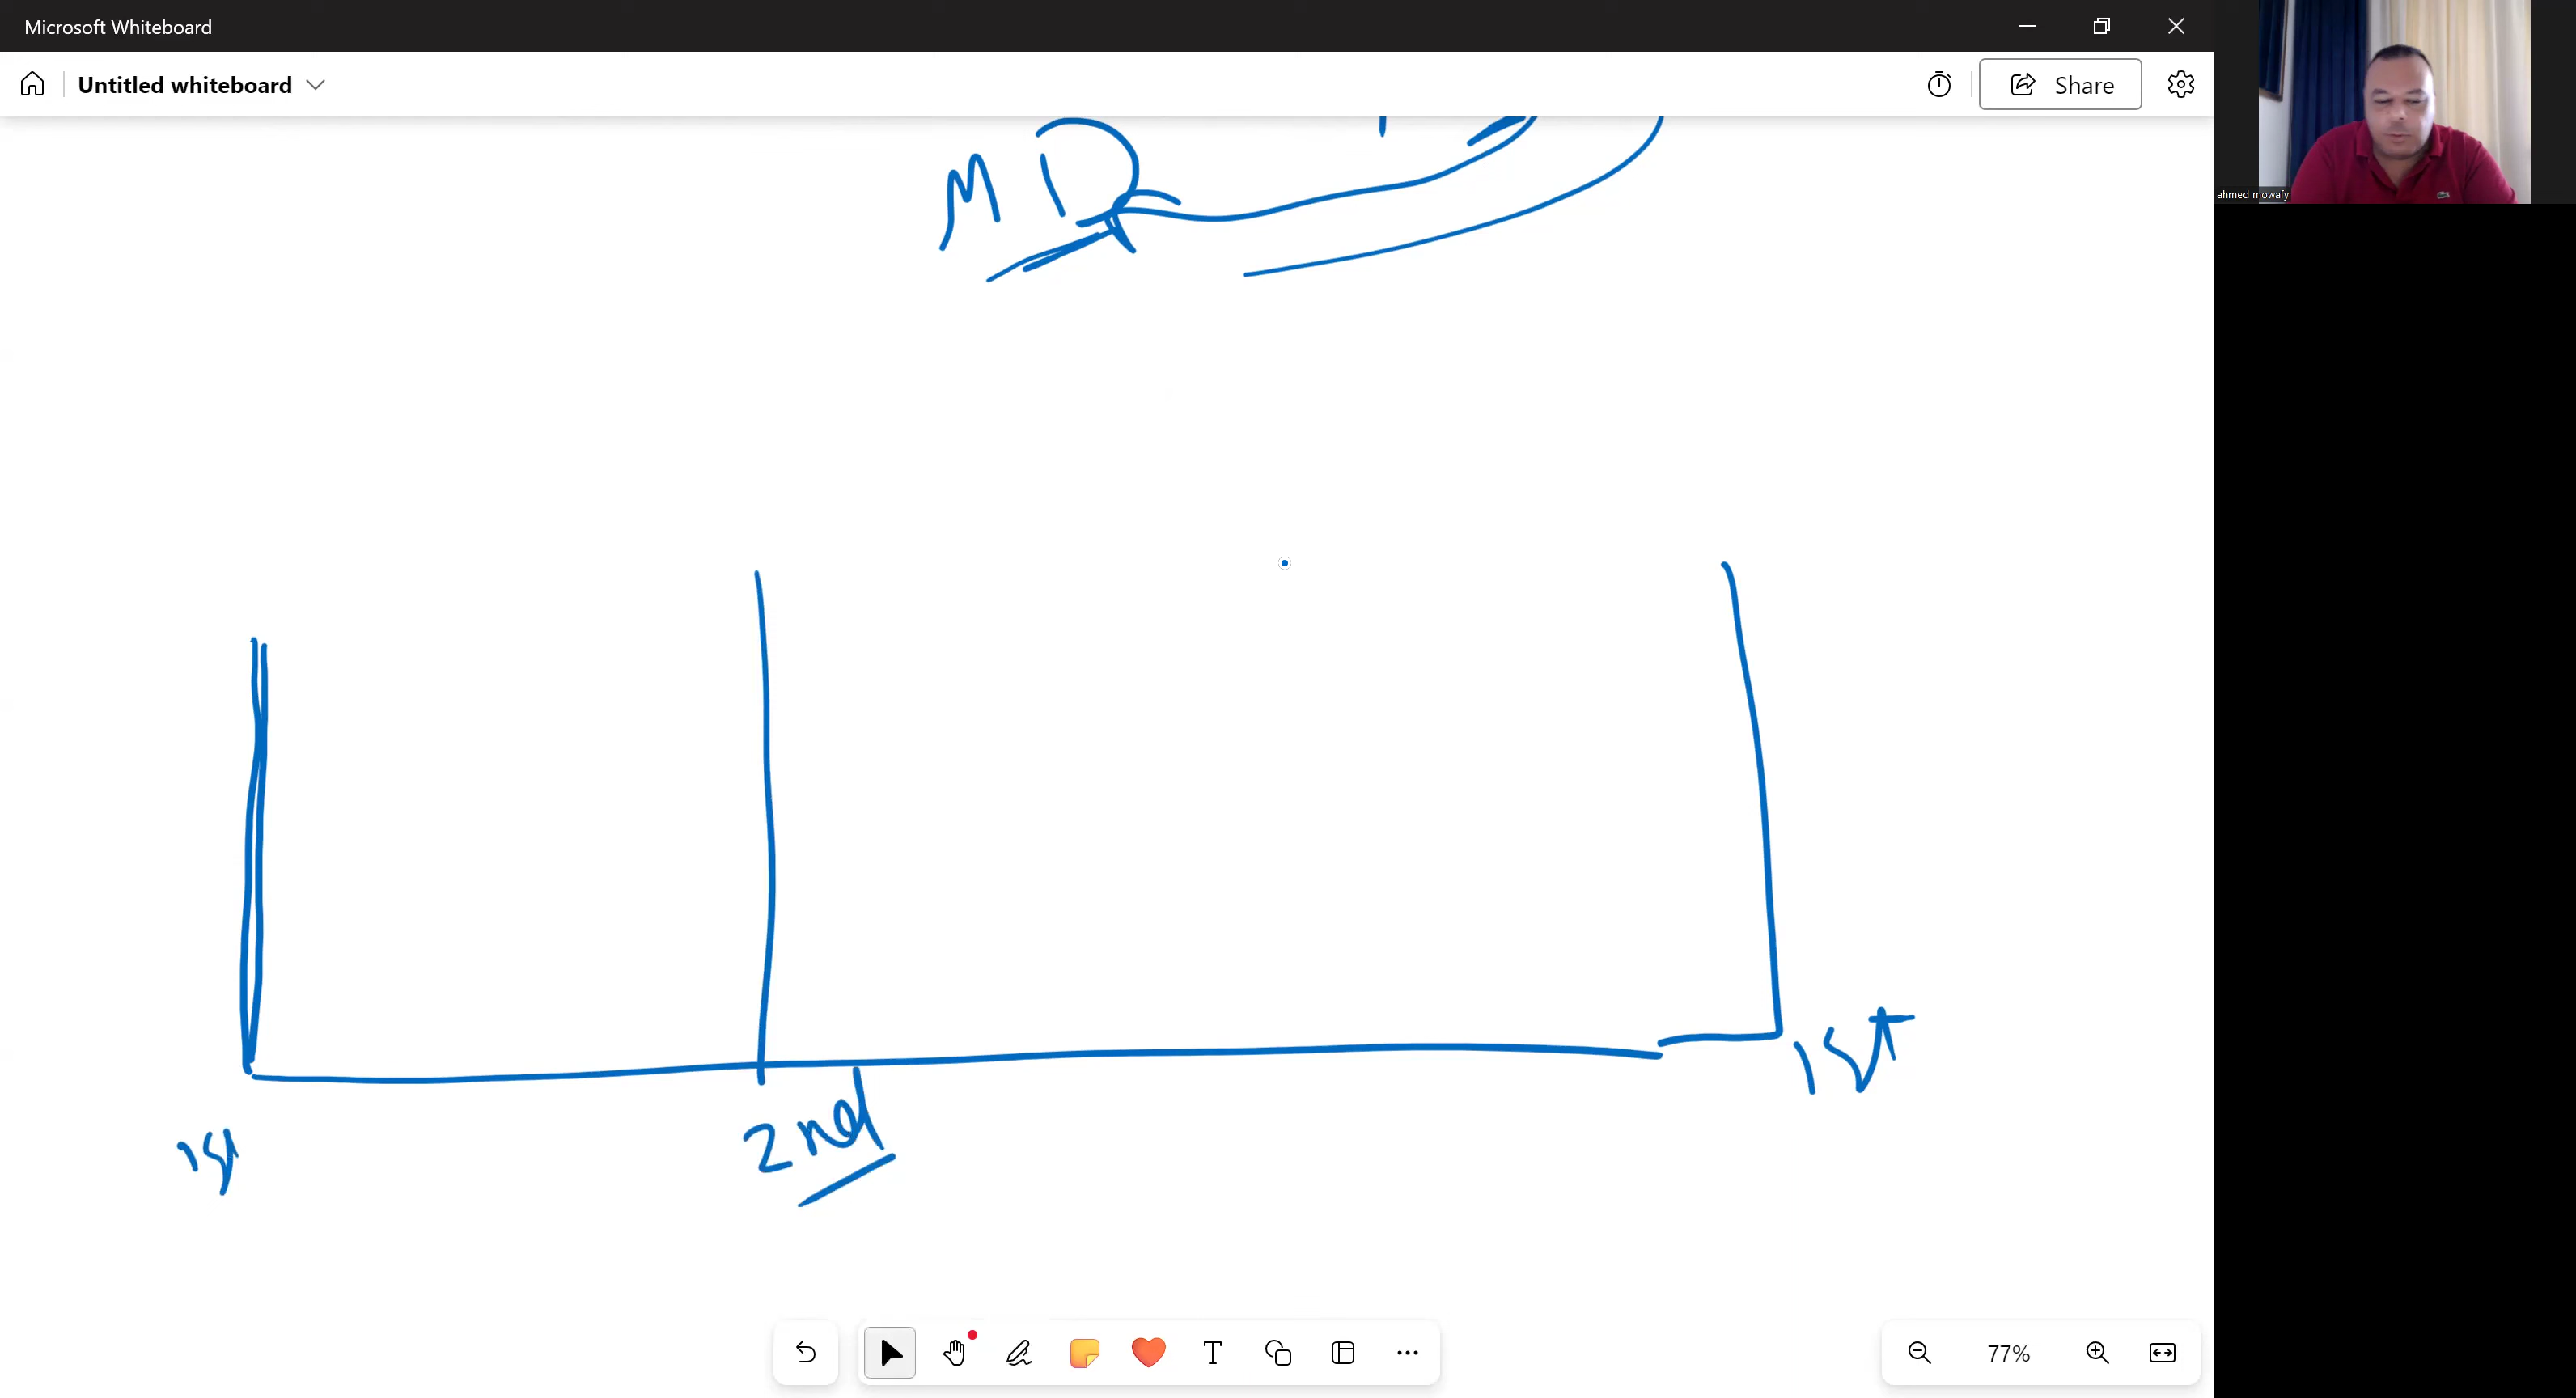 Microsoft Whiteboard
Untitled whiteboard
Share
ahmed mowafy
MD
1st
2nd
1st
T
77%